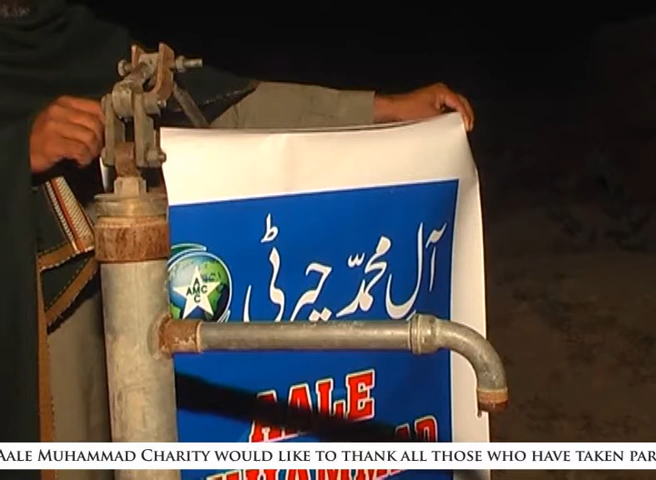 آلِ محمدؐ چیرٹی
A
AMC
C
AALE
AALE MUHAMMAD CHARITY WOULD LIKE TO THANK ALL THOSE WHO HAVE TAKEN PAR